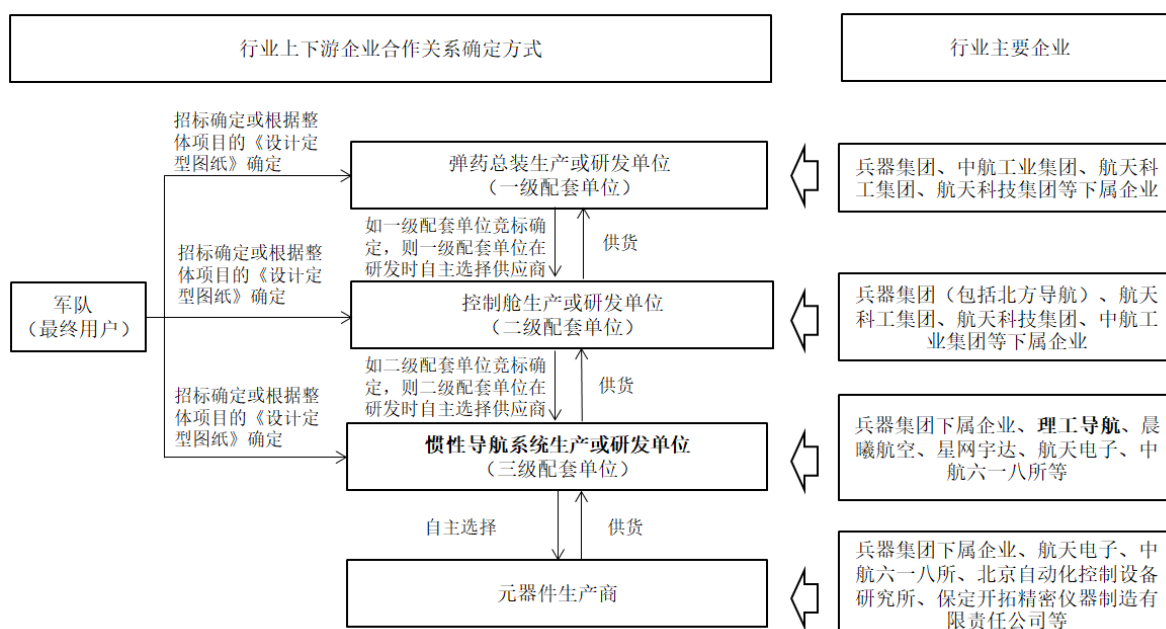 行业上下游企业合作关系确定方式
行业主要企业
招标确定或根据整
体项目的《设计定
型图纸》确定
弹药总装生产或研发单位
（一级配套单位）
兵器集团、中航工业集团、航天科
工集团、航天科技集团等下属企业
如一级配套单位竞标确
定，则一级配套单位在
研发时自主选择供应商
供货
招标确定或根据整
体项目的《设计定
型图纸》确定
军队
（最终用户）
控制舱生产或研发单位
（二级配套单位）
兵器集团（包括北方导航）、航天
科工集团、航天科技集团、中航工
业集团等下属企业
如二级配套单位竞标确
定，则二级配套单位在
研发时自主选择供应商
供货
招标确定或根据整
体项目的《设计定
型图纸》确定
惯性导航系统生产或研发单位
（三级配套单位）
兵器集团下属企业、理工导航、晨
曦航空、星网宇达、航天电子、中
航六一八所等
自主选择
供货
元器件生产商
兵器集团下属企业、航天电子、中
航六一八所、北京自动化控制设备
研究所、保定开拓精密仪器制造有
限责任公司等